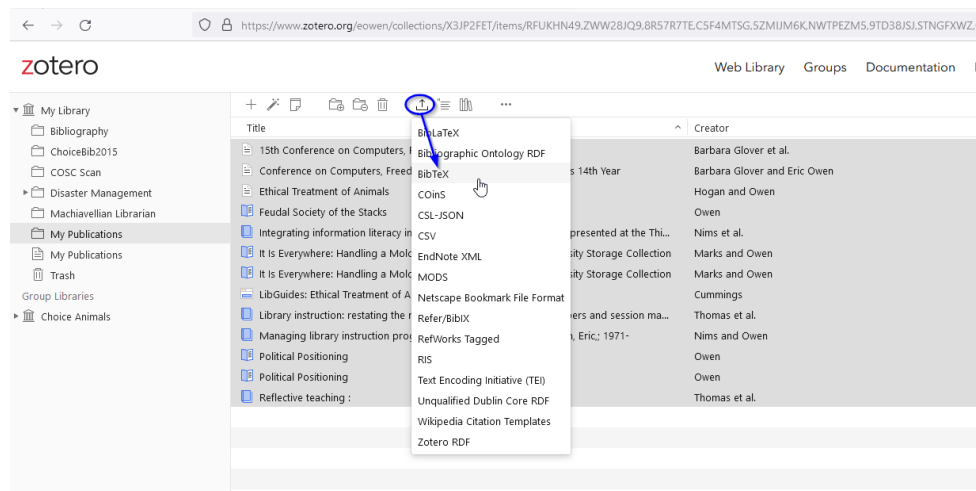 https://www.zotero.org/eowen/collections/X3JP2FET/items/RFUKHN49,ZWW28JQ9,8R57R7TE,C5F4MTSG,5ZMIJM6K,NWTPEZM5,9TD38JSJ,STNGFXWZ,
zotero
Web Library Groups Documentation
My Library
Bibliography
ChoiceBib2015
COSC Scan
Disaster Management
Machiavellian Librarian
My Publications
My Publications
Trash
Group Libraries
Choice Animals
Title Creator
15th Conference on Computers, Barbara Glover et al.
Conference on Computers, Freed s 14th Year Barbara Glover and Eric Owen
Ethical Treatment of Animals Hogan and Owen
Feudal Society of the Stacks Owen
Integrating information literacy in presented at the Thi... Nims et al.
It Is Everywhere: Handling a Mold sity Storage Collection Marks and Owen
It Is Everywhere: Handling a Mold sity Storage Collection Marks and Owen
LibGuides: Ethical Treatment of A Cummings
Library instruction: restating the ers and session ma... Thomas et al.
Managing library instruction prog , Eric,; 1971- Nims and Owen
Political Positioning Owen
Political Positioning Owen
Reflective teaching : Thomas et al.
BibLaTeX
Bibliographic Ontology RDF
BibTeX
COinS
CSL-JSON
CSV
EndNote XML
MODS
Netscape Bookmark File Format
Refer/BibIX
RefWorks Tagged
RIS
Text Encoding Initiative (TEI)
Unqualified Dublin Core RDF
Wikipedia Citation Templates
Zotero RDF